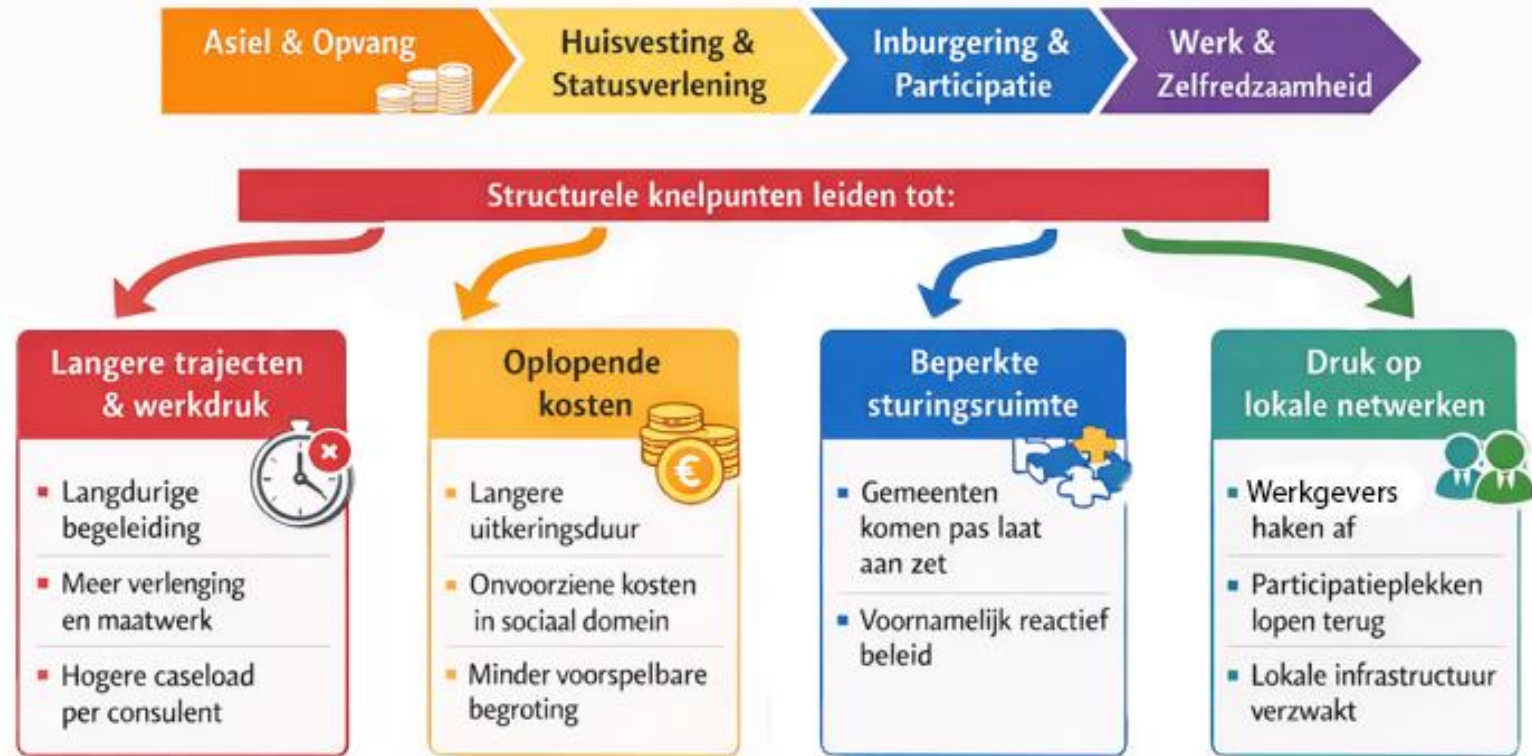 Asiel & Opvang
Huisvesting &
Statusverlening
Inburgering &
Participatie
Werk &
Zelfredzaamheid
Structurele knelpunten leiden tot:
Langere trajecten
& werkdruk
▪ Langdurige
begeleiding
▪ Meer verlenging
en maatwerk
▪ Hogere caseload
per consulent
Oplopende
kosten
€
▪ Langere
uitkeringsduur
▪ Onvoorziene kosten
in sociaal domein
▪ Minder voorspelbare
begroting
Beperkte
sturingsruimte
▪ Gemeenten
komen pas laat
aan zet
▪ Voornamelijk reactief
beleid
Druk op
lokale netwerken
▪ Werkgevers
haken af
▪ Participatieplekken
lopen terug
▪ Lokale infrastructuur
verzwakt